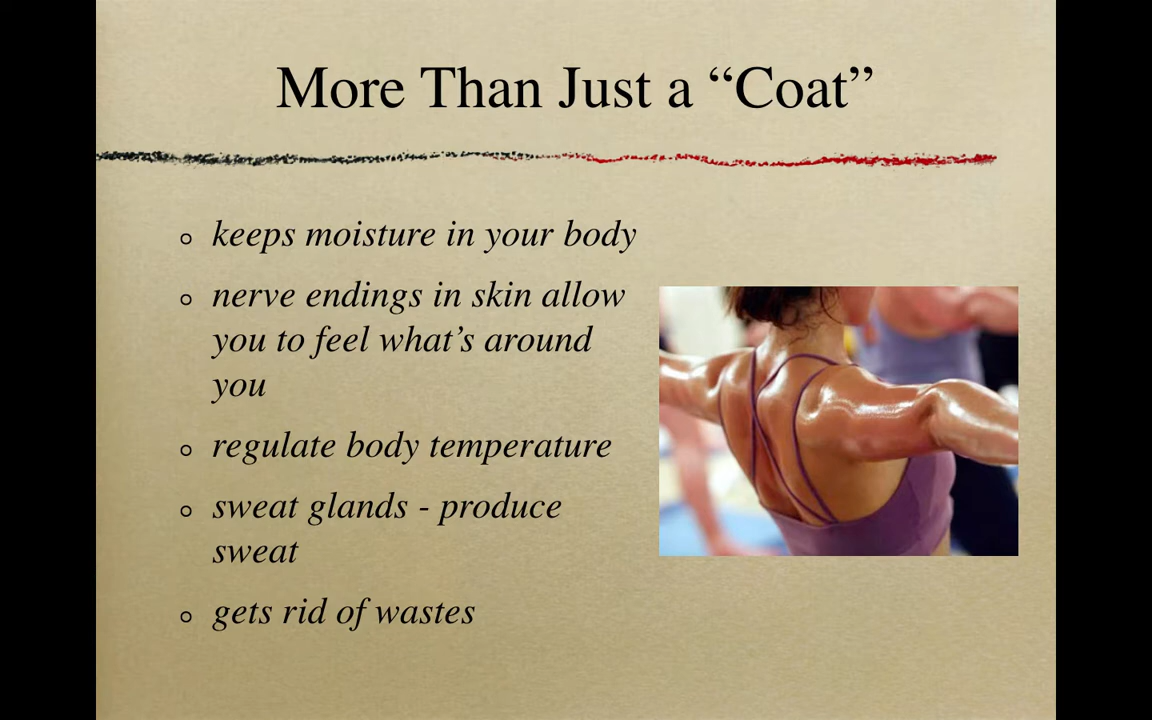 More Than Just a “Coat”
keeps moisture in your body
nerve endings in skin allow
you to feel what’s around
you
regulate body temperature
sweat glands - produce
sweat
gets rid of wastes